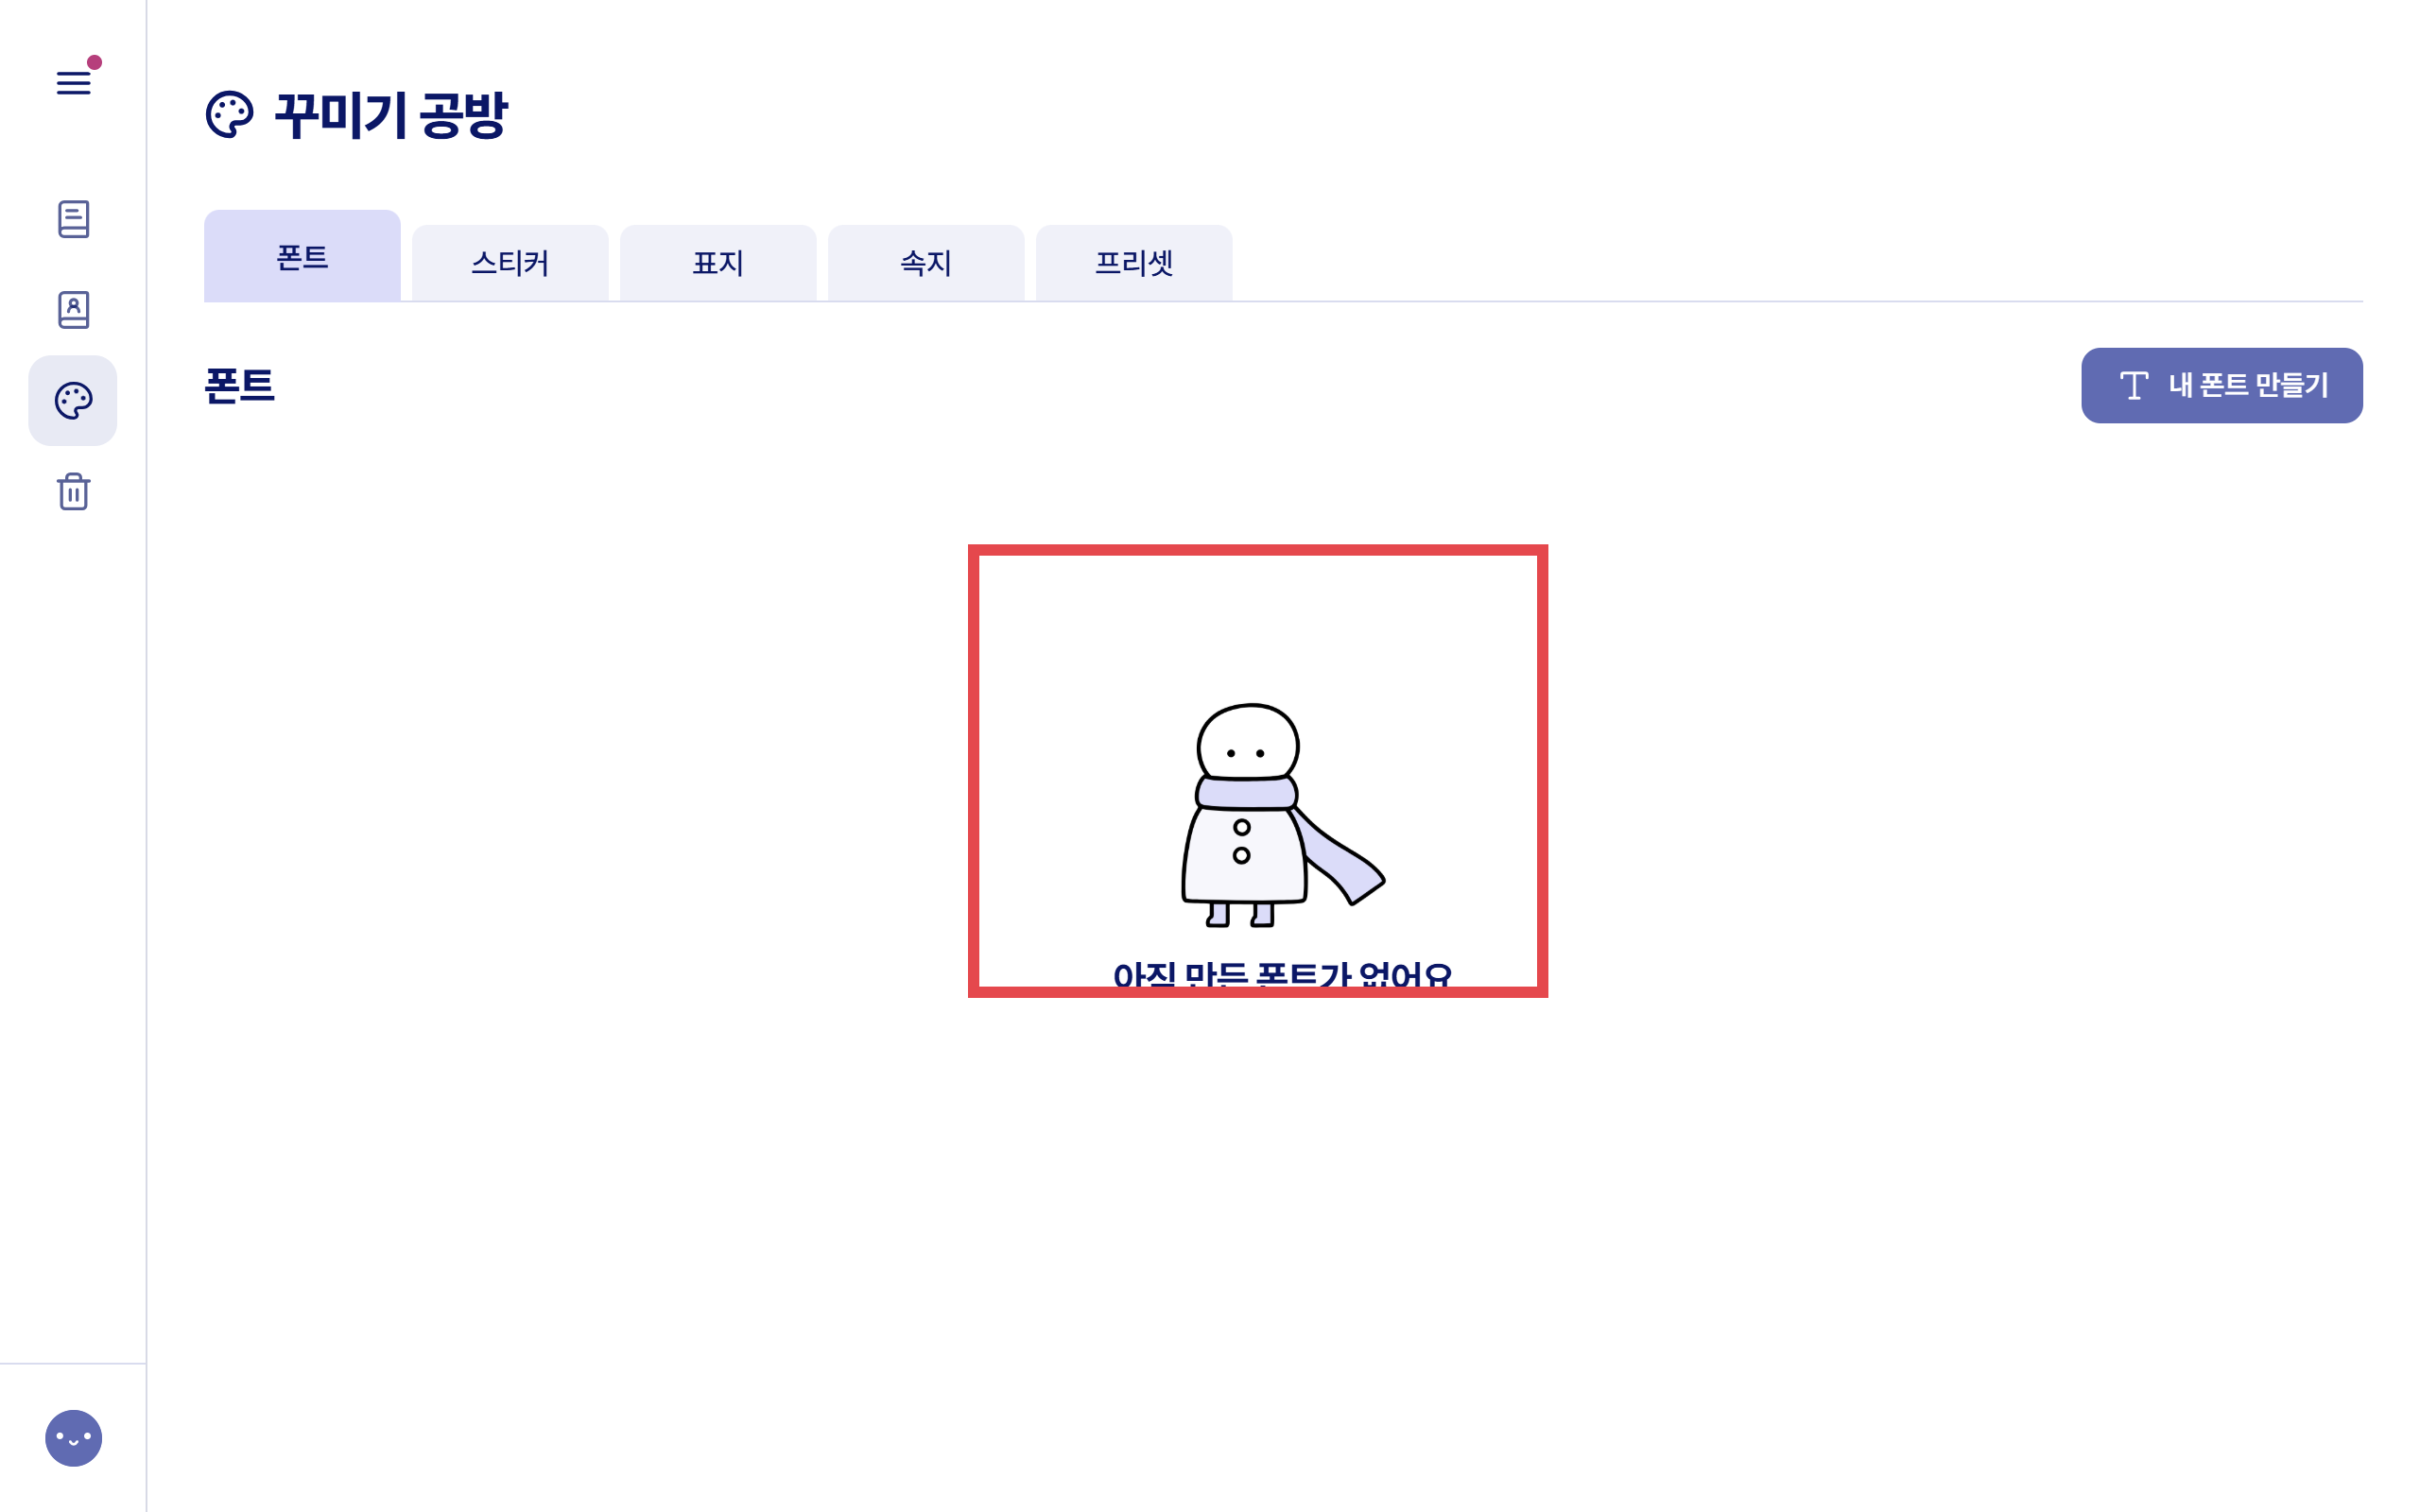 꾸미기 공방
폰트
스티커
표지
속지
프리셋
폰트
내 폰트 만들기
아직 만든 폰트가 없어요